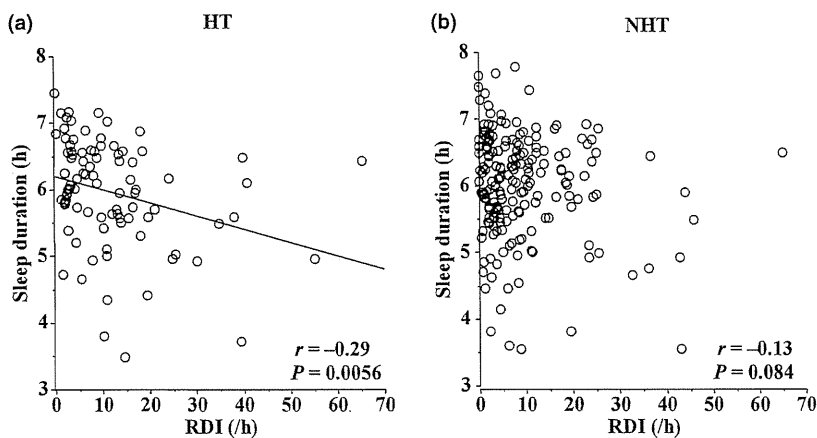 (a) HT
8
7
6
5
4
3
Sleep duration (h)
r = –0.29
P = 0.0056
0 10 20 30 40 50 60. 70
RDI (/h)
(b) NHT
8
7
6
5
4
3
Sleep duration (h)
r = –0.13
P = 0.084
0 10 20 30 40 50 60 70
RDI (/h)